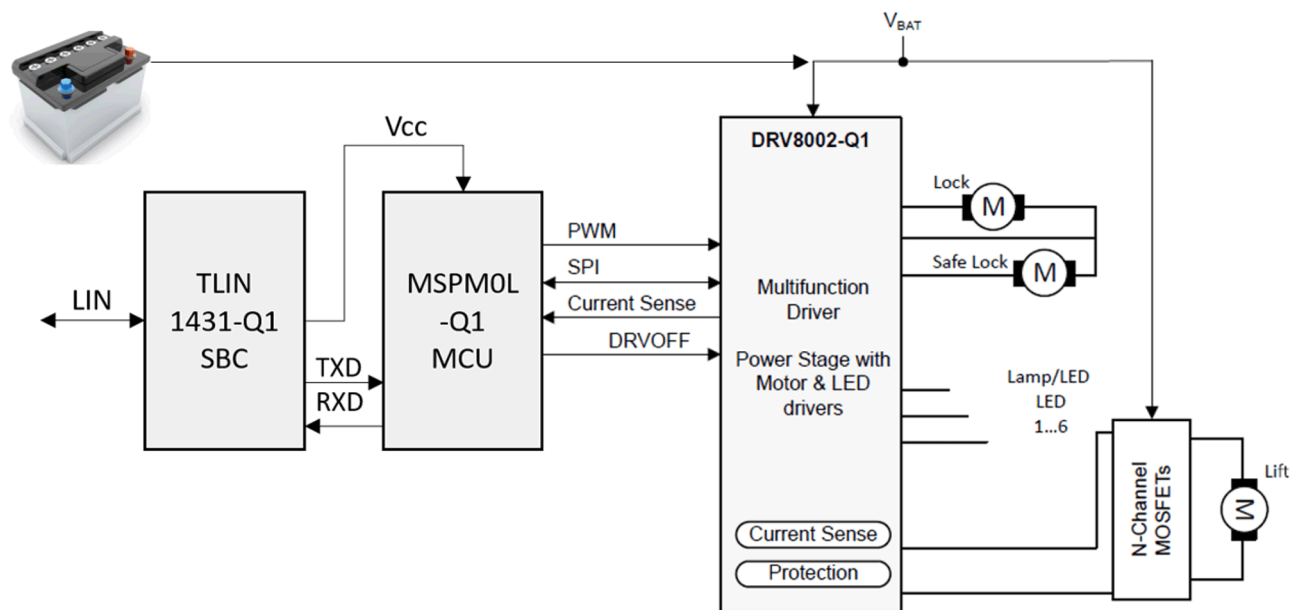 VBAT
Vcc
DRV8002-Q1
Lock
M
PWM
Safe Lock
M
TLIN
1431-Q1
SBC
MSPM0L
-Q1
MCU
SPI
Multifunction
Driver
LIN
Current Sense
DRVOFF
Power Stage with
Motor & LED
drivers
TXD
RXD
Lamp/LED
LED
1...6
N-Channel
MOSFETs
Lift
M
Current Sense
Protection